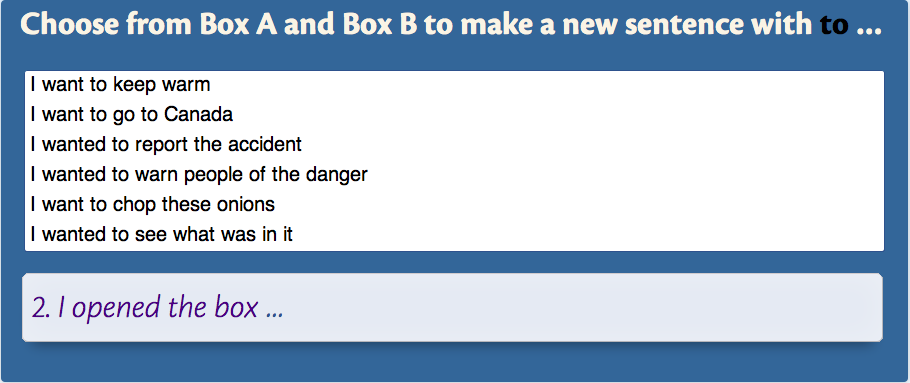 Choose from Box A and Box B to make a new sentence with to ...
I want to keep warm
I want to go to Canada
I wanted to report the accident
I wanted to warn people of the danger
I want to chop these onions
I wanted to see what was in it
2. I opened the box ...